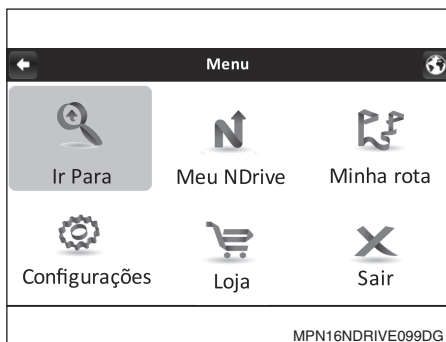 Menu
Ir Para
Meu NDrive
Minha rota
Configurações
Loja
Sair
MPN16NDRIVE099DG